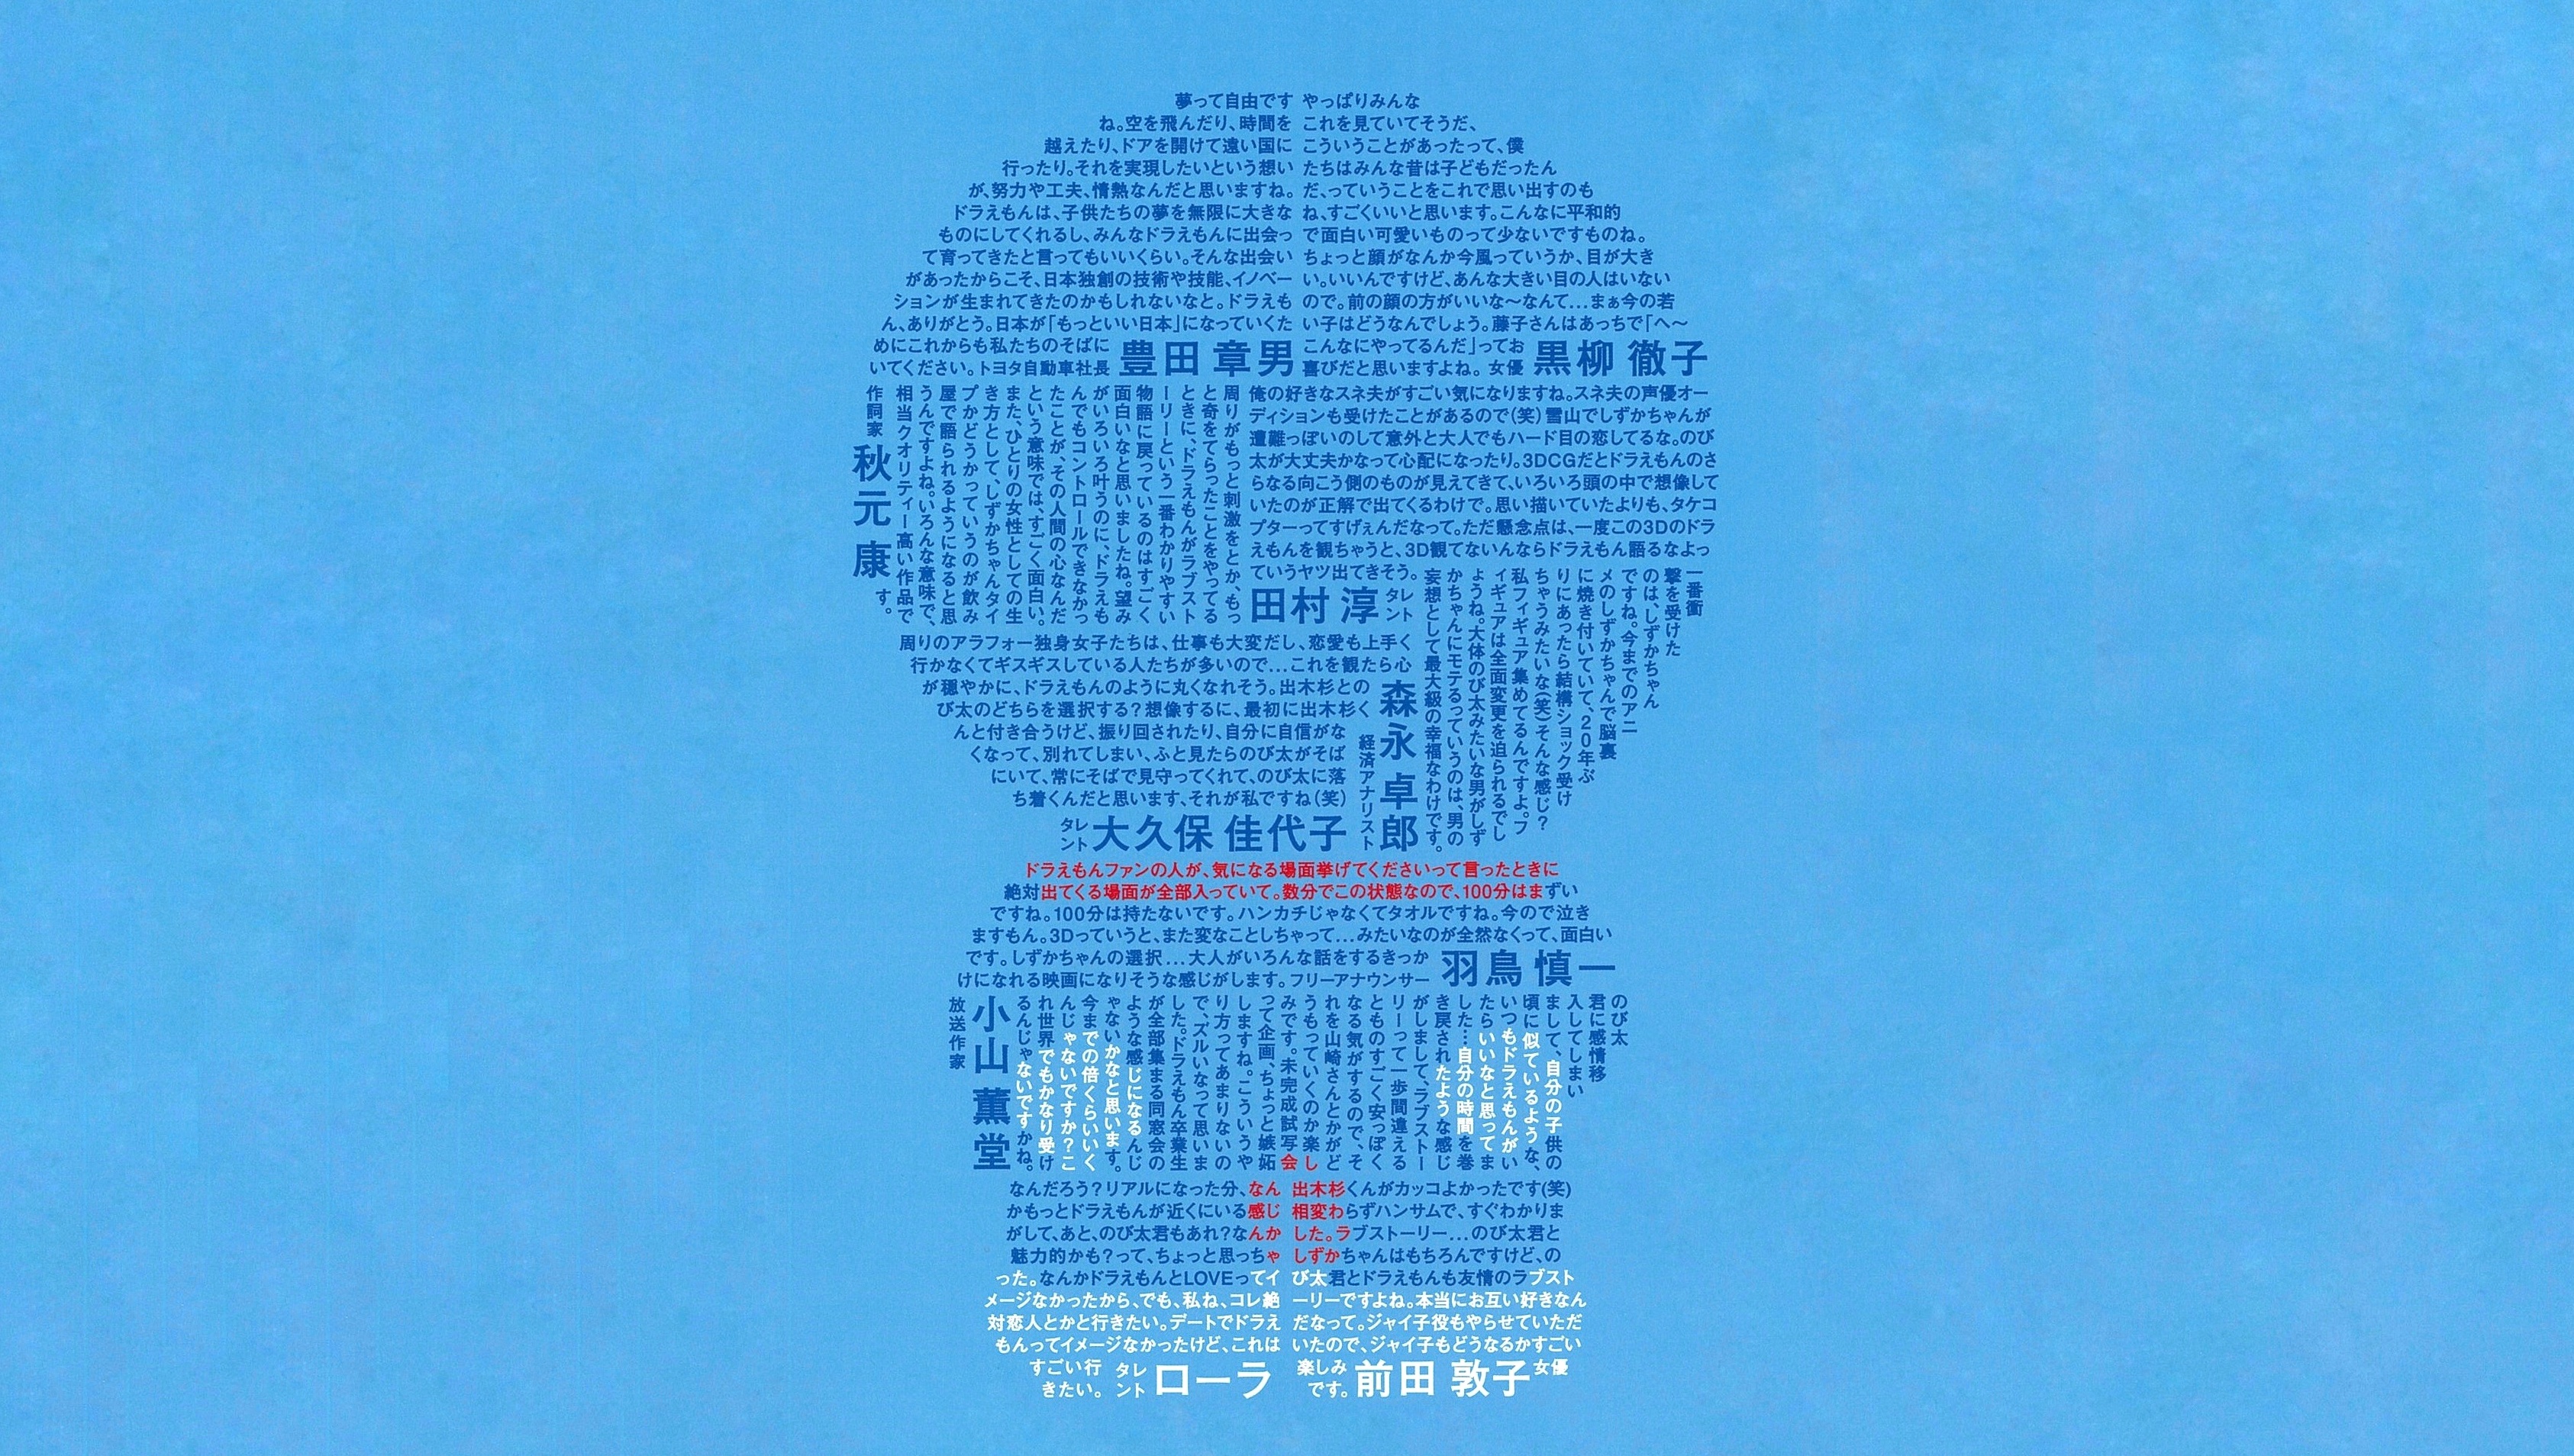 夢って自由です
ね。空を飛んだり、時間を
越えたり、ドアを開けて遠い国に
行ったり。それを実現したいという想い
が、努力や工夫、情熱なんだと思いますね。
ドラえもんは、子供たちの夢を無限に大きな
ものにしてくれるし、みんなドラえもんに出会っ
て育ってきたと言ってもいいくらい。そんな出会い
があったからこそ、日本独創の技術や技能、イノベー
ションが生まれてきたのかもしれないなと。ドラえも
ん、ありがとう。日本が「もっといい日本」になっていくた
めにこれからも私たちのそばに
いてください。トヨタ自動車社長
豊田 章男
やっぱりみんな
これを見ていてそうだ、
こういうことがあったって、僕
たちはみんな昔は子どもだったん
だ、っていうことをこれで思い出すのも
ね、すごくいいと思います。こんなに平和的
で面白い可愛いものって少ないですものね。
ちょっと顔がなんか今風っていうか、目が大き
い。いいんですけど、あんな大きい目の人はいない
ので。前の顔の方がいいな〜なんて…まぁ今の若
い子はどうなんでしょう。藤子さんはあっちで「へ〜
こんなにやってるんだ」ってお
喜びだと思いますよね。女優
黒柳 徹子
周りがもっと刺激をとか、もっ
と奇をてらったことをやってる
ときに、ドラえもんがラブスト
ーリーという一番わかりやすい
物語に戻っているのはすごく
面白いなと思いましたね。望み
がいろいろ叶うのに、ドラえも
んでもコントロールできなかっ
たことが、その人間の心なんだ
という意味では、すごく面白い。
また、ひとりの女性としての生
き方として、しずかちゃんタイ
プかどうかっていうのが飲み
屋で語られるようになると思
うんですよね。いろんな意味で、
相当クオリティー高い作品で
す。
作詞家
秋元 康
俺の好きなスネ夫がすごい気になりますね。スネ夫の声優オー
ディションも受けたことがあるので(笑)雪山でしずかちゃんが
遭難っぽいのして意外と大人でもハード目の恋してるな。のび
太が大丈夫かなって心配になったり。3DCGだとドラえもんのさ
らなる向こう側のものが見えてきて、いろいろ頭の中で想像して
いたのが正解で出てくるわけで。思い描いていたよりも、タケコ
プターってすげぇんだなって。ただ懸念点は、一度この3Dのドラ
えもんを観ちゃうと、3D観てないんならドラえもん語るなよっ
ていうヤツ出てきそう。
田村 淳
タレ
ント
一番衝
撃を受けた
のは、しずかちゃん
ですね。今までのアニ
メのしずかちゃんで脳裏
に焼き付いていて、20年ぶ
りにあったら結構ショック受け
ちゃうみたいな(笑)そんな感じ?
私フィギュア集めてるんですよ。フ
ィギュアは全面変更を迫られるでし
ょうね。大体のび太みたいな男がしず
かちゃんにモテるっていうのは、男の
妄想として最大級の幸福なわけです。
森永 卓郎
経済アナリスト
周りのアラフォー独身女子たちは、仕事も大変だし、恋愛も上手く
行かなくてギスギスしている人たちが多いので…これを観たら心
が穏やかに、ドラえもんのように丸くなれそう。出木杉との
び太のどちらを選択する?想像するに、最初に出木杉く
んと付き合うけど、振り回されたり、自分に自信がな
くなって、別れてしまい、ふと見たらのび太がそば
にいて、常にそばで見守ってくれて、のび太に落
ち着くんだと思います、それが私ですね(笑)
タレ
ント
大久保 佳代子
ドラえもんファンの人が、気になる場面挙げてくださいって言ったときに
絶対出てくる場面が全部入っていて。数分でこの状態なので、100分はまずい
ですね。100分は持たないです。ハンカチじゃなくてタオルですね。今ので泣き
ますもん。3Dっていうと、また変なことしちゃって…みたいなのが全然なくって、面白い
です。しずかちゃんの選択…大人がいろんな話をするきっか
けになれる映画になりそうな感じがします。フリーアナウンサー
羽鳥 慎一
のび太
君に感情移
入してしまい
まして、自分の子供の
頃に似ているような、
いつもドラえもんがい
たらいいなと思ってま
した…自分の時間を巻
き戻されたような感じ
がしまして、ラブストー
リーって一歩間違える
とものすごく安っぽく
なる気がするので、そ
れを山崎さんとかがど
うもっていくのか楽し
みです。未完成試写会
って企画、ちょっと嫉妬
しますね。こういうや
り方ってあまりないの
で、ズルいなって思いま
した。ドラえもん卒業生
が全部集まる同窓会の
ような感じになるんじ
ゃないかなと思います。
今までの倍くらいいく
んじゃないですか?こ
れ世界でもかなり受け
るんじゃないですかね。
小山 薫堂
放送作家
なんだろう?リアルになった分、なん
かもっとドラえもんが近くにいる感じ
がして、あと、のび太君もあれ?なんか
魅力的かも?って、ちょっと思っちゃ
った。なんかドラえもんとLOVEってイ
メージなかったから、でも、私ね、コレ絶
対恋人とかと行きたい。デートでドラえ
もんってイメージなかったけど、これは
すごい行
きたい。
タレ
ント
ローラ
出木杉くんがカッコよかったです(笑)
相変わらずハンサムで、すぐわかりま
した。ラブストーリー…のび太君と
しずかちゃんはもちろんですけど、の
び太君とドラえもんも友情のラブスト
ーリーですよね。本当にお互い好きなん
だなって。ジャイ子役もやらせていただ
いたので、ジャイ子もどうなるかすごい
楽しみ
です。
前田 敦子
女優